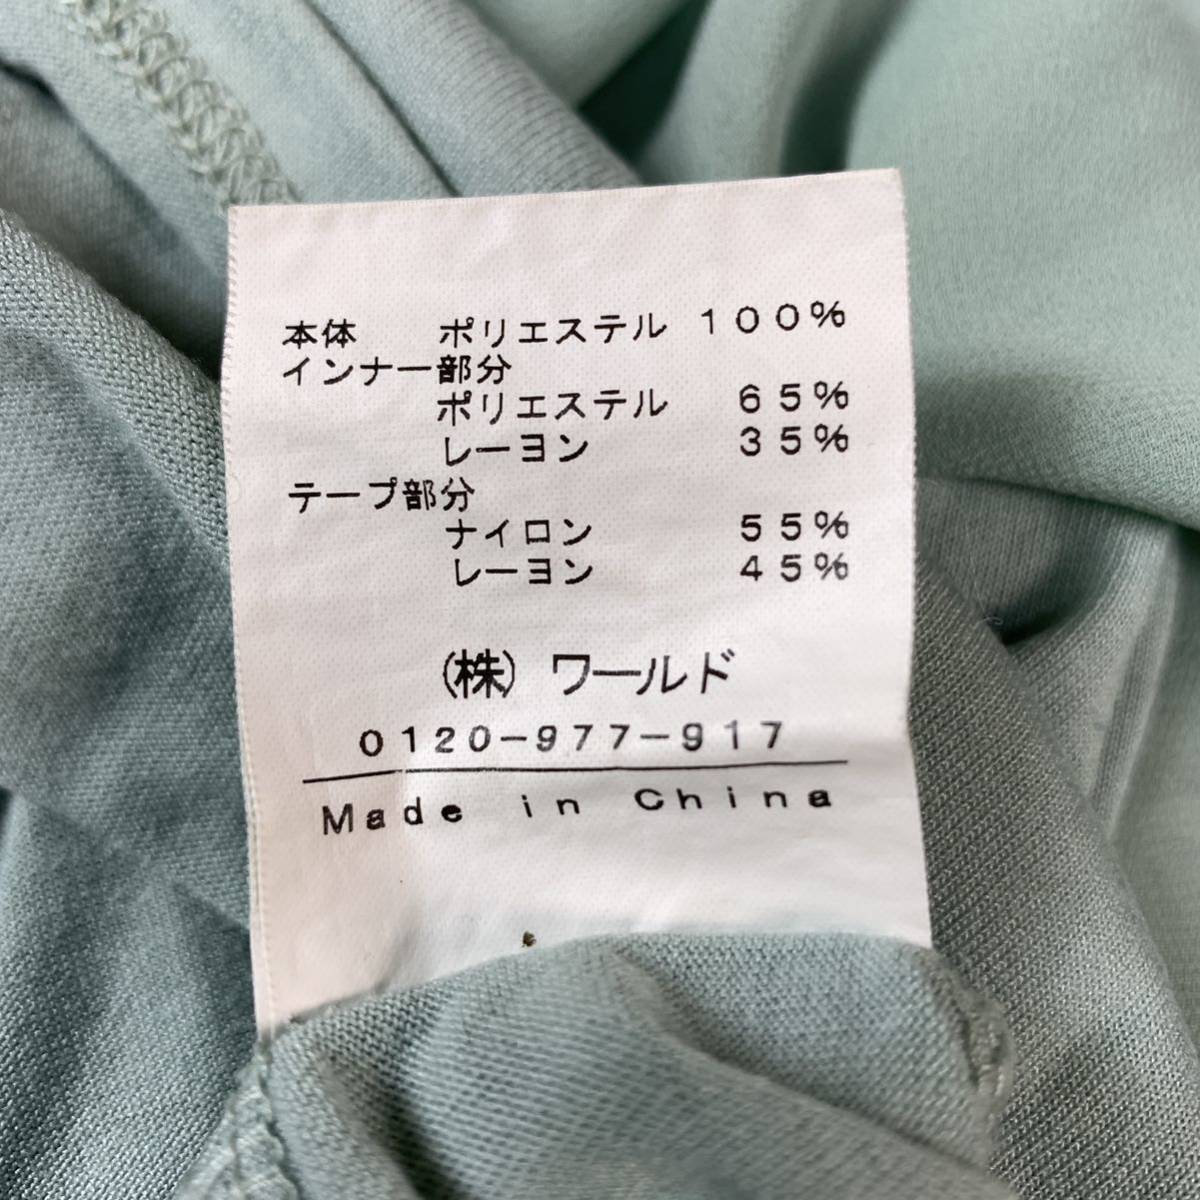 本体 ポリエステル 100%
インナー部分
ポリエステル 65%
レーヨン 35%
テープ部分
ナイロン 55%
レーヨン 45%
(株) ワールド
0120-977-917
Made in China